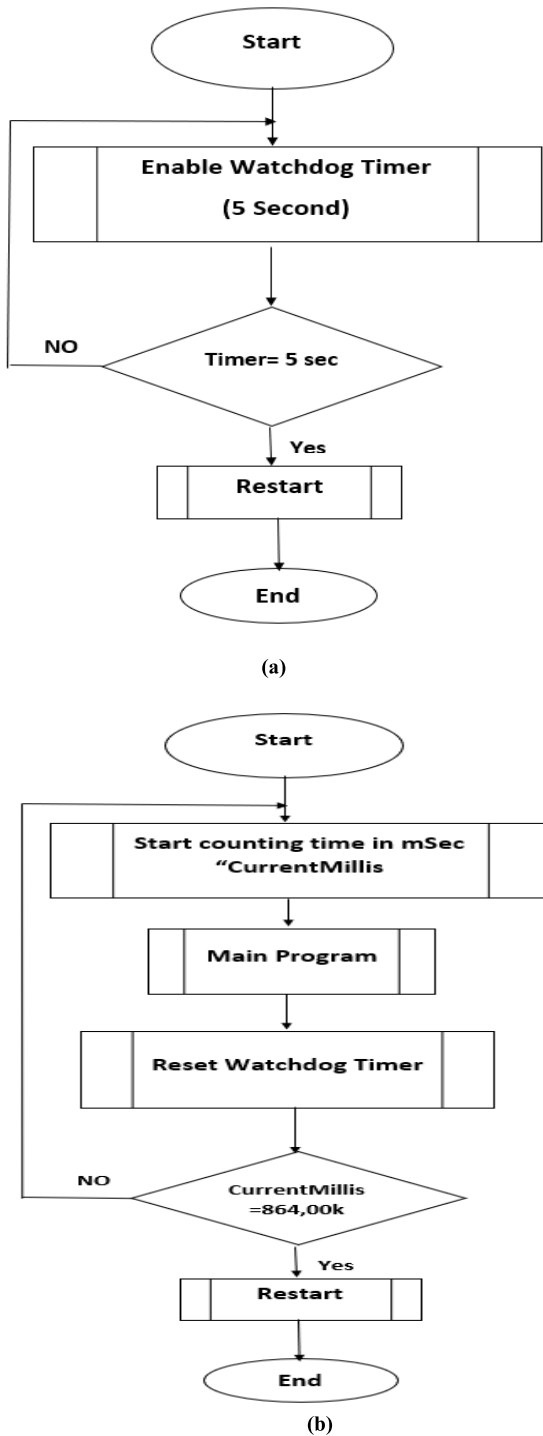 Start
Enable Watchdog Timer
(5 Second)
NO
Timer= 5 sec
Yes
Restart
End
(a)
Start
Start counting time in mSec
“CurrentMillis
Main Program
Reset Watchdog Timer
NO
CurrentMillis
=864,00k
Yes
Restart
End
(b)